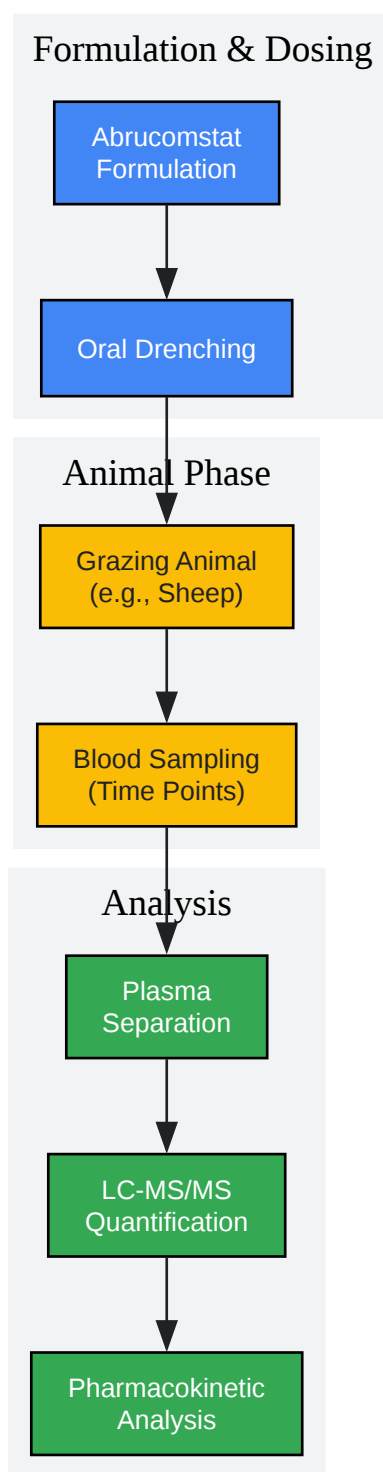 Formulation & Dosing
Abrucomstat
Formulation
Oral Drenching
Animal Phase
Grazing Animal
(e.g., Sheep)
Blood Sampling
(Time Points)
Analysis
Plasma
Separation
LC-MS/MS
Quantification
Pharmacokinetic
Analysis